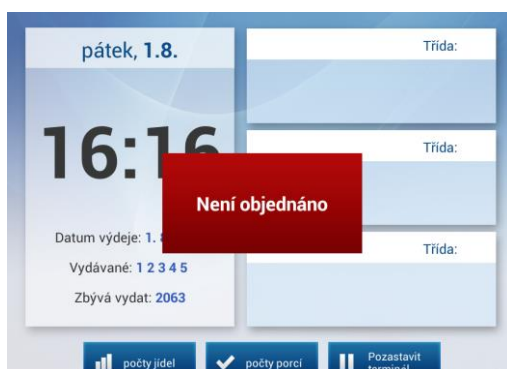 pátek, 1.8.
16:16
Datum výdeje: 1.
Vydávané: 1 2 3 4 5
Zbývá vydat: 2063
Třída:
Třída:
Třída:
Není objednáno
počty jídel
počty porcí
Pozastavit
terminál